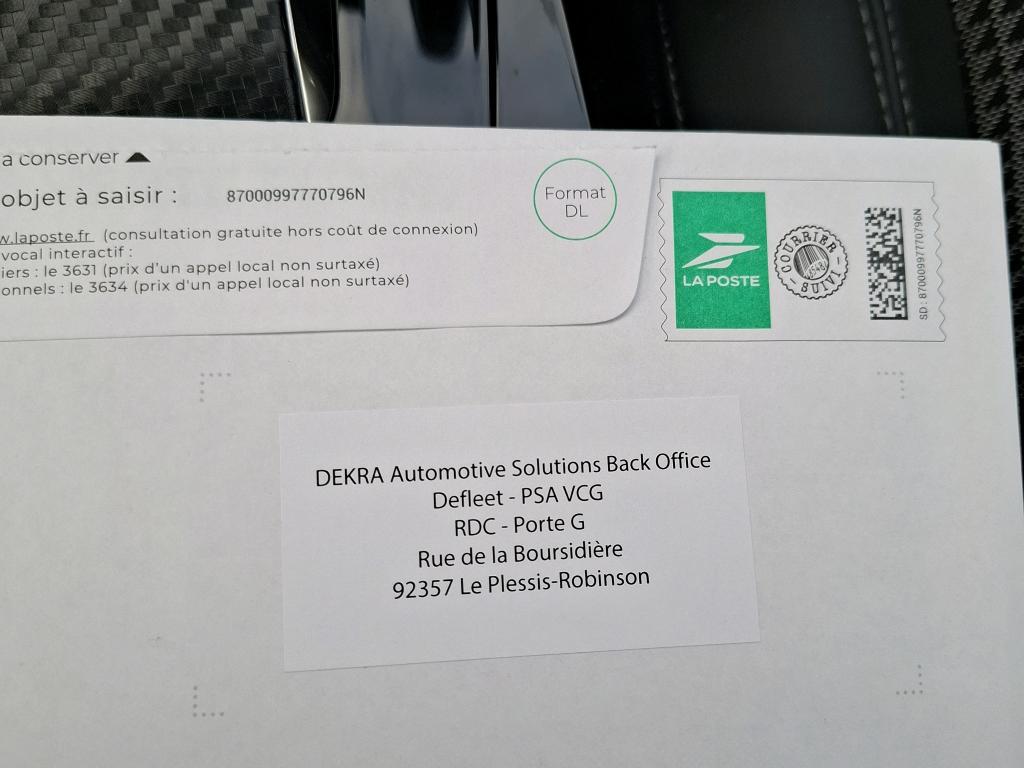 a conserver
objet à saisir : 87000997770796N
w.laposte.fr (consultation gratuite hors coût de connexion)
vocal interactif :
iers : le 3631 (prix d'un appel local non surtaxé)
onnels : le 3634 (prix d'un appel local non surtaxé)
Format
DL
LA POSTE
COURRIER
SUIVI
SD : 87000997770796N
DEKRA Automotive Solutions Back Office
Defleet - PSA VCG
RDC - Porte G
Rue de la Boursidière
92357 Le Plessis-Robinson